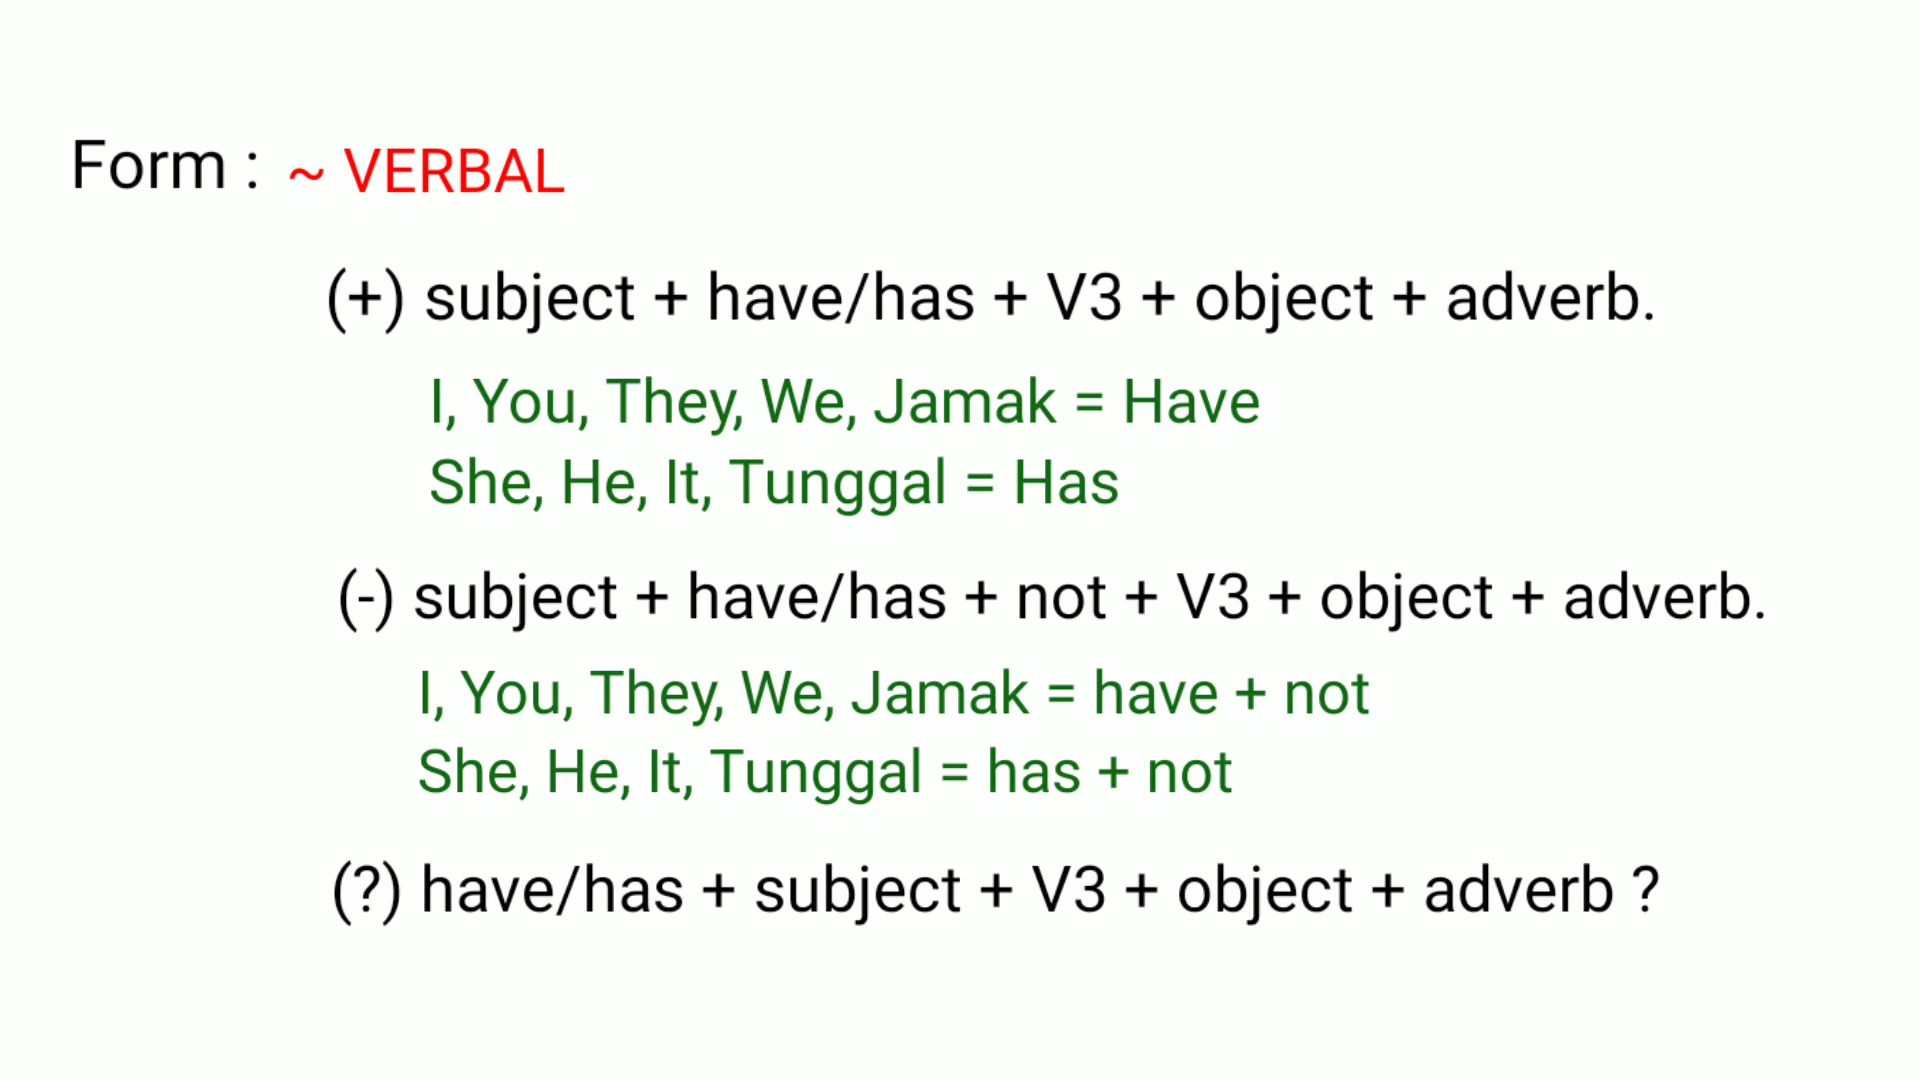 Form : ~ VERBAL
(+) subject + have/has + V3 + object + adverb.
I, You, They, We, Jamak = Have
She, He, It, Tunggal = Has
(-) subject + have/has + not + V3 + object + adverb.
I, You, They, We, Jamak = have + not
She, He, It, Tunggal = has + not
(?) have/has + subject + V3 + object + adverb ?